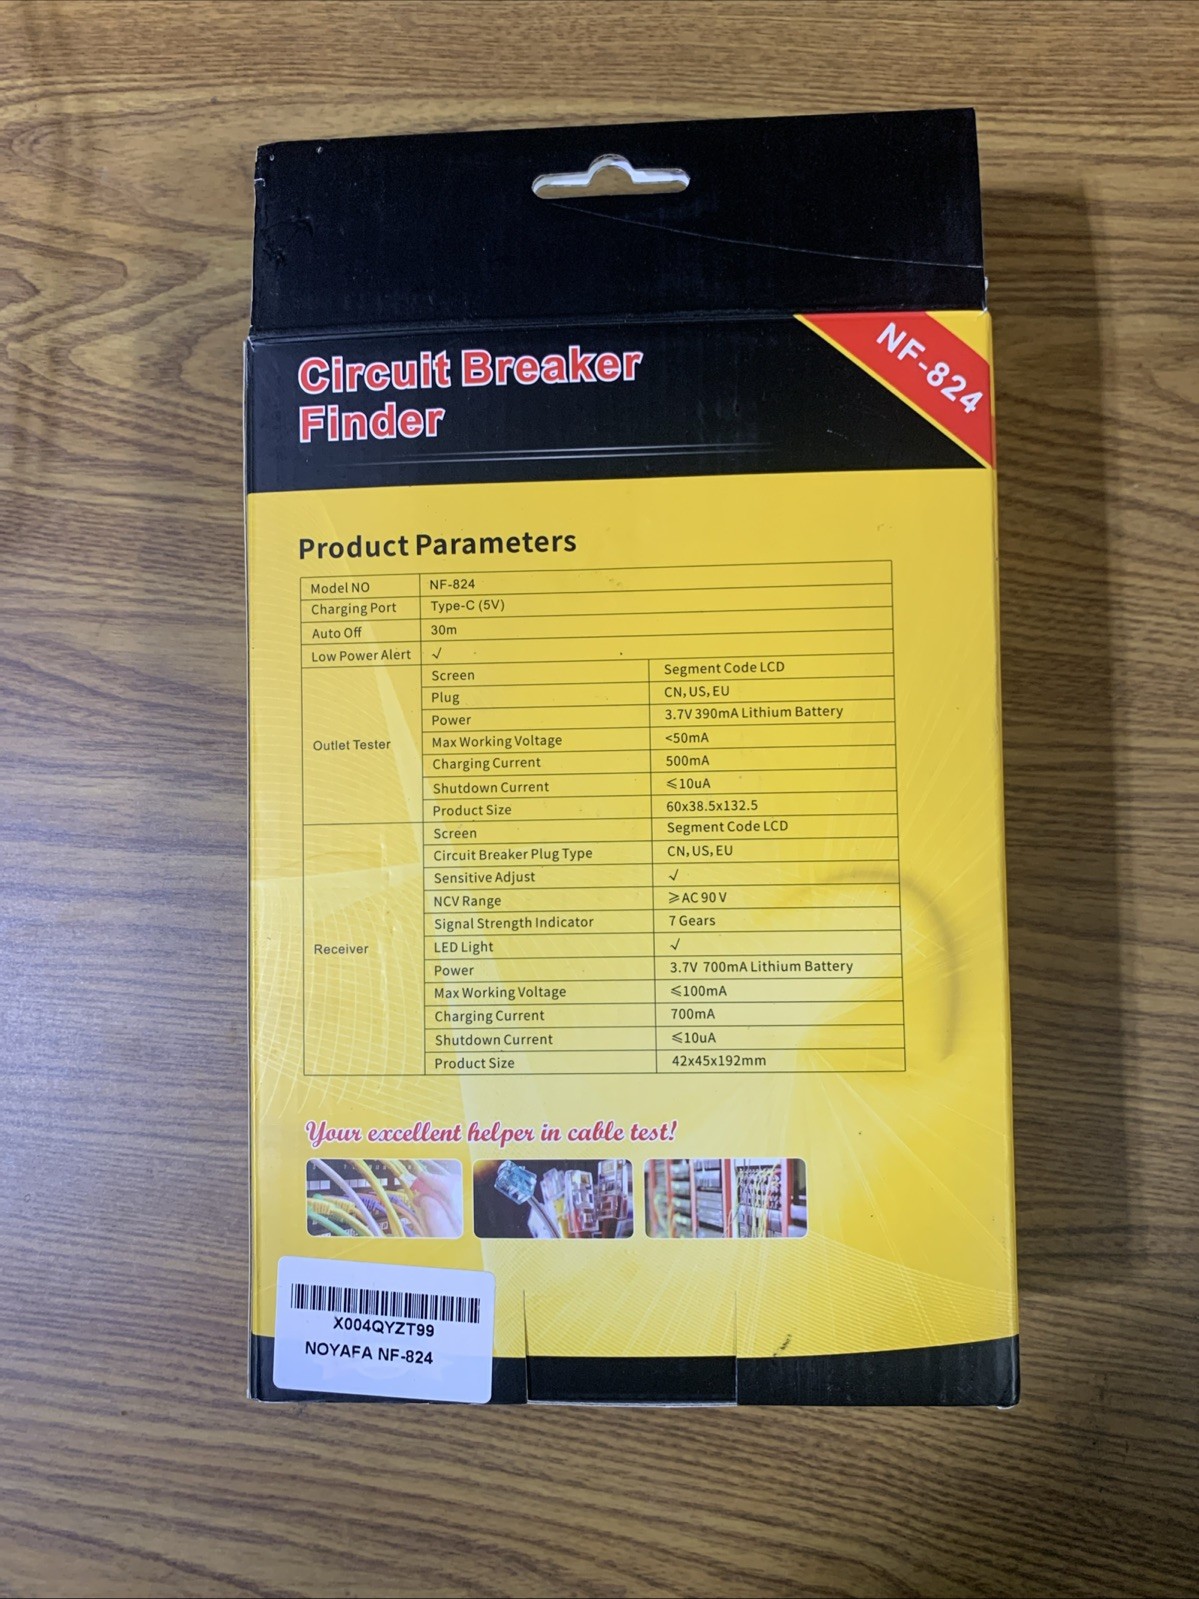 NF-824
Circuit Breaker
Finder
Product Parameters
Model NO NF-824
Charging Port Type-C (5V)
Auto Off 30m
Low Power Alert √
Outlet Tester
Screen Segment Code LCD
Plug CN, US, EU
Power 3.7V 390mA Lithium Battery
Max Working Voltage <50mA
Charging Current 500mA
Shutdown Current ≤10uA
Product Size 60x38.5x132.5
Receiver
Screen Segment Code LCD
Circuit Breaker Plug Type CN, US, EU
Sensitive Adjust √
NCV Range ≥AC 90 V
Signal Strength Indicator 7 Gears
LED Light √
Power 3.7V 700mA Lithium Battery
Max Working Voltage ≤100mA
Charging Current 700mA
Shutdown Current ≤10uA
Product Size 42x45x192mm
Your excellent helper in cable test!
X004QYZT99
NOYAFA NF-824